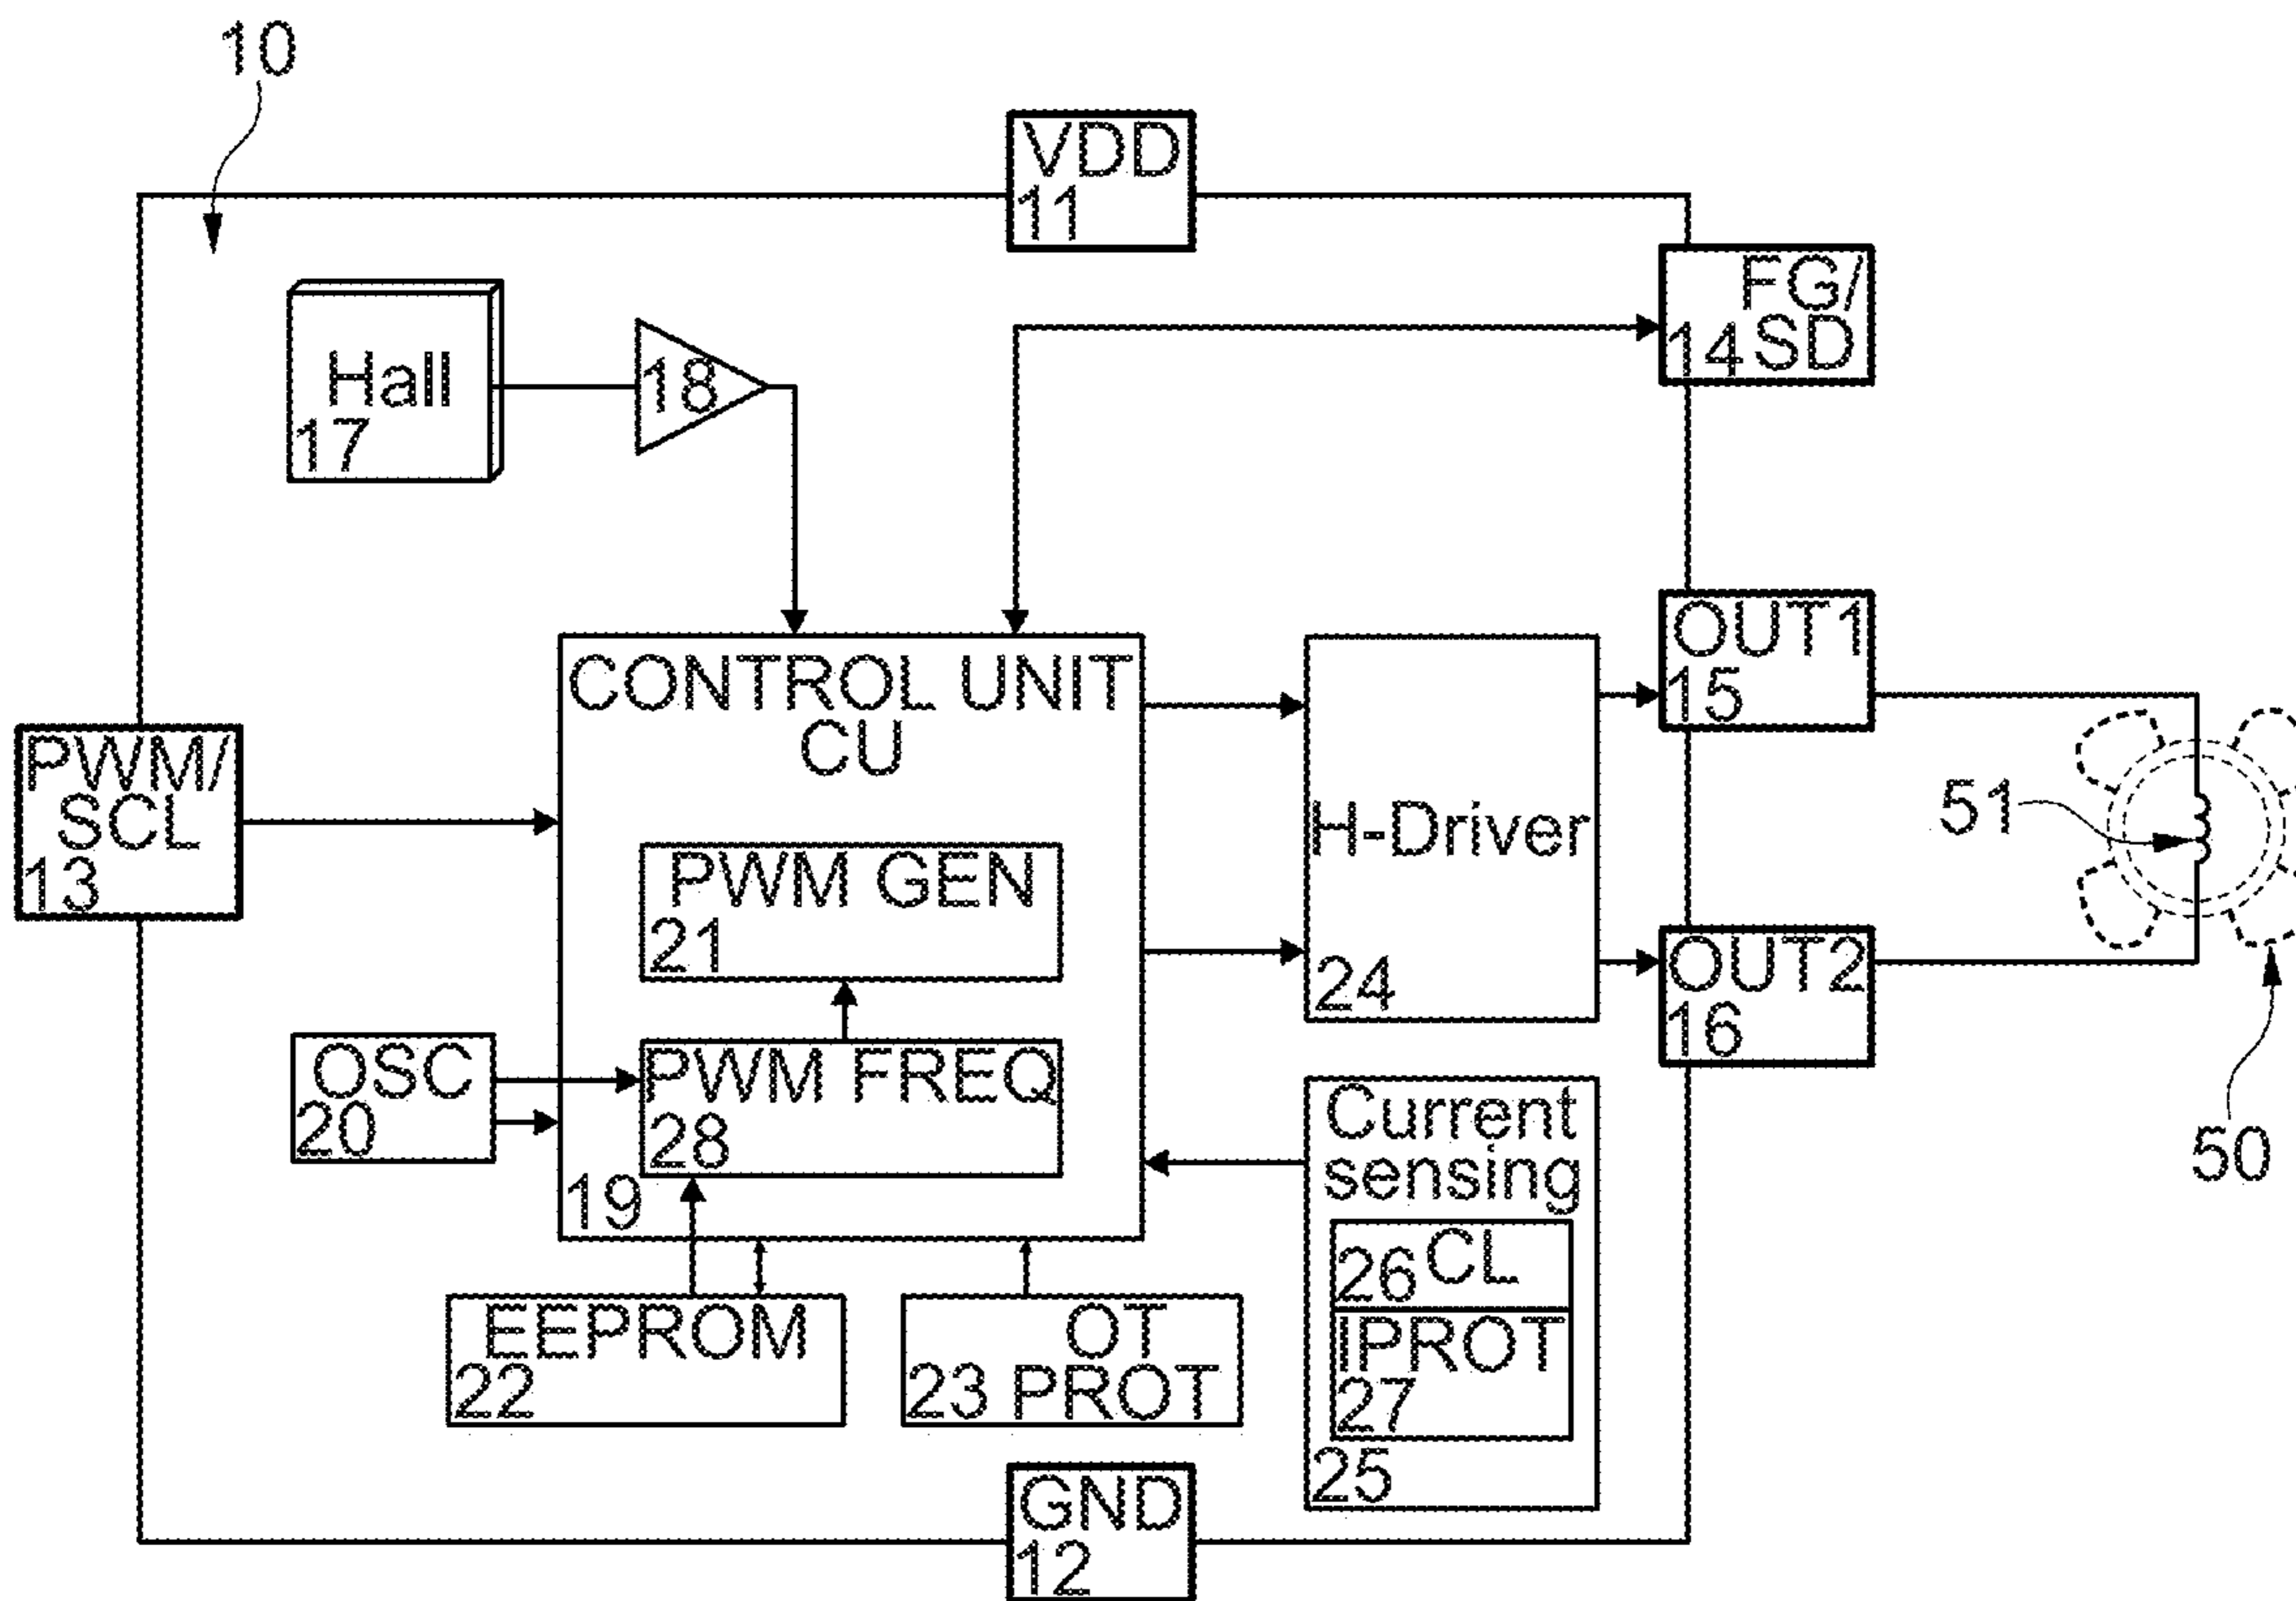 10
VDD
11
FG/
14 SD
Hall
17
18
CONTROL UNIT
CU
OUT1
15
PWM/
SCL
13
H-Driver
24
51
PWM GEN
21
OUT2
16
OSC
20
PWM FREQ
28
19
Current
sensing
26 CL
IPROT
27
25
50
EEPROM
22
OT
23 PROT
GND
12